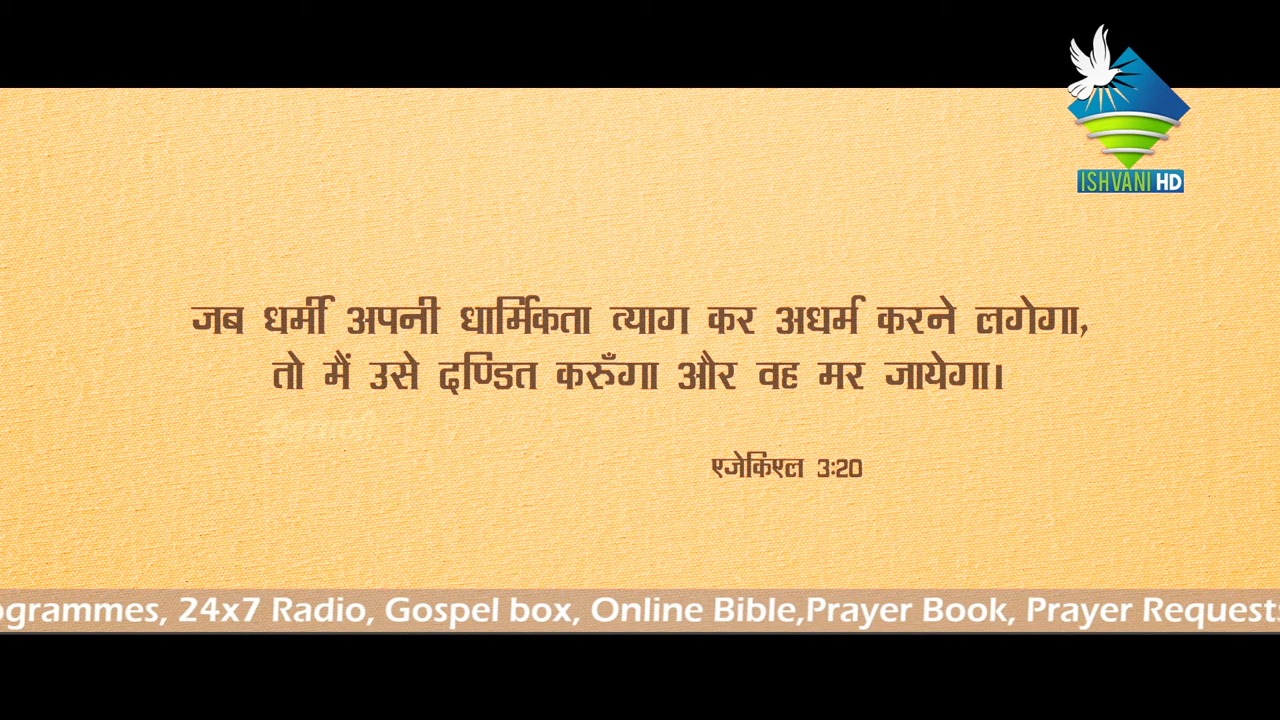 ISHVANI HD
जब धर्मी अपनी धार्मिकता त्याग कर अधर्म करने लगेगा,
तो मैं उसे दण्डित करुँगा और वह मर जायेगा।
एजेकिएल 3:20
ogrammes, 24x7 Radio, Gospel box, Online Bible,Prayer Book, Prayer Requests